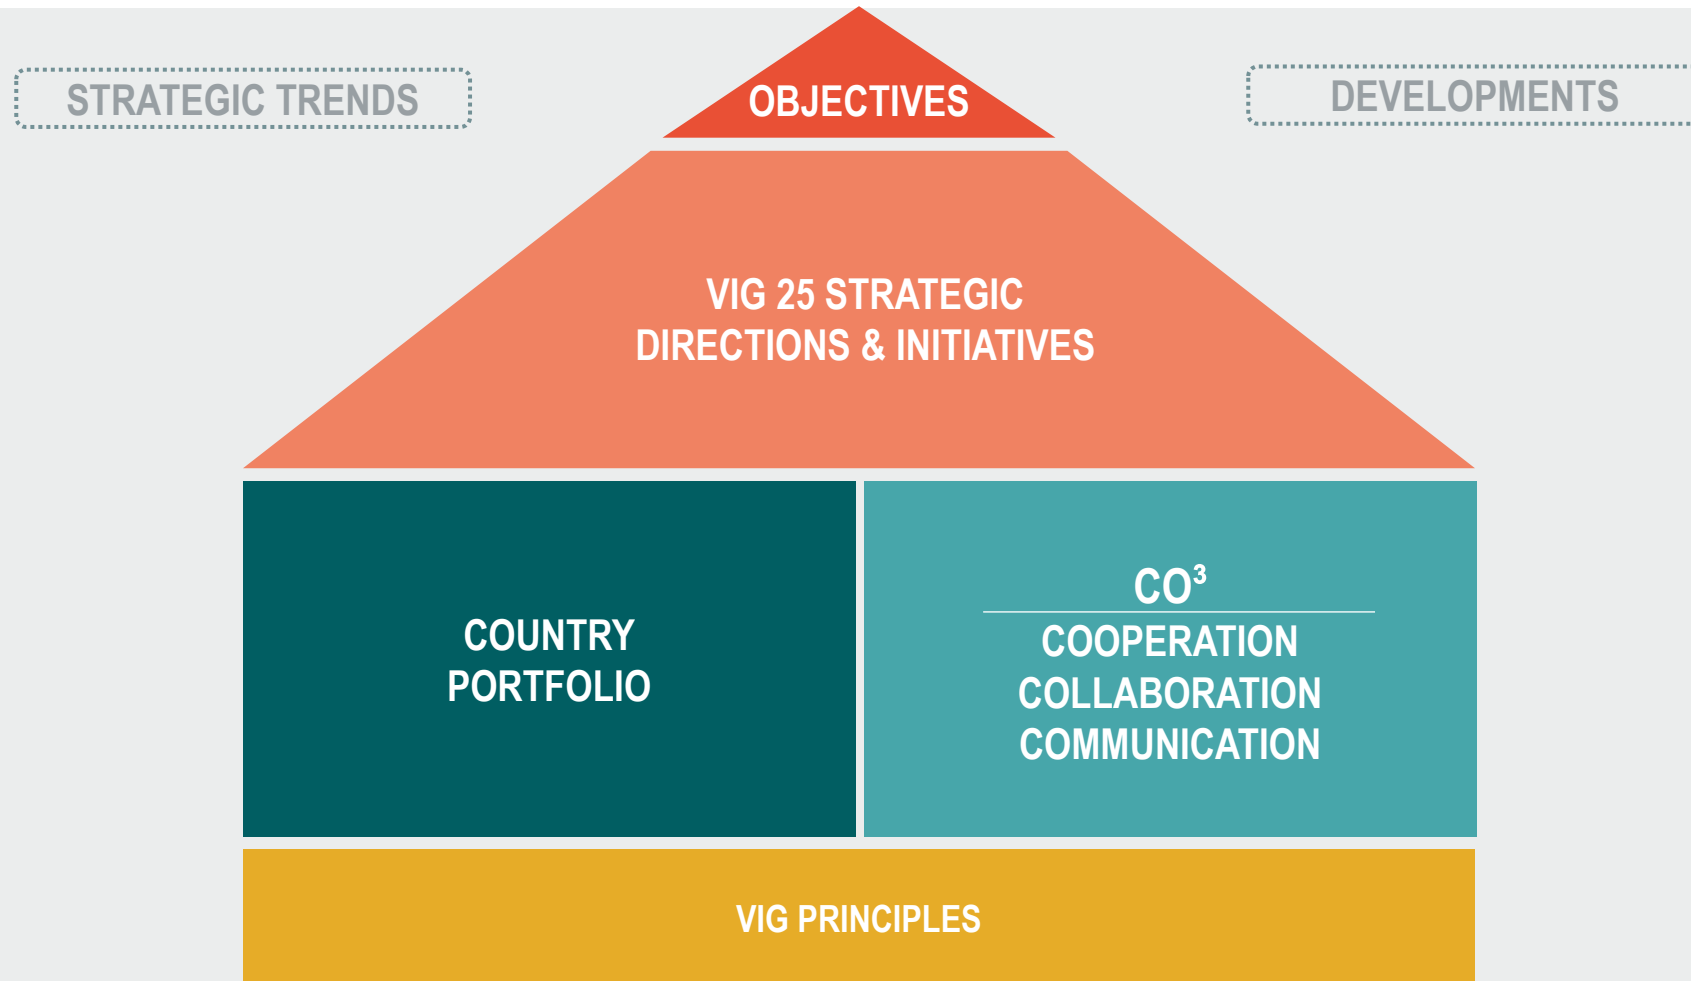 STRATEGIC TRENDS
OBJECTIVES
DEVELOPMENTS
VIG 25 STRATEGIC
DIRECTIONS & INITIATIVES
COUNTRY
PORTFOLIO
CO³
COOPERATION
COLLABORATION
COMMUNICATION
VIG PRINCIPLES